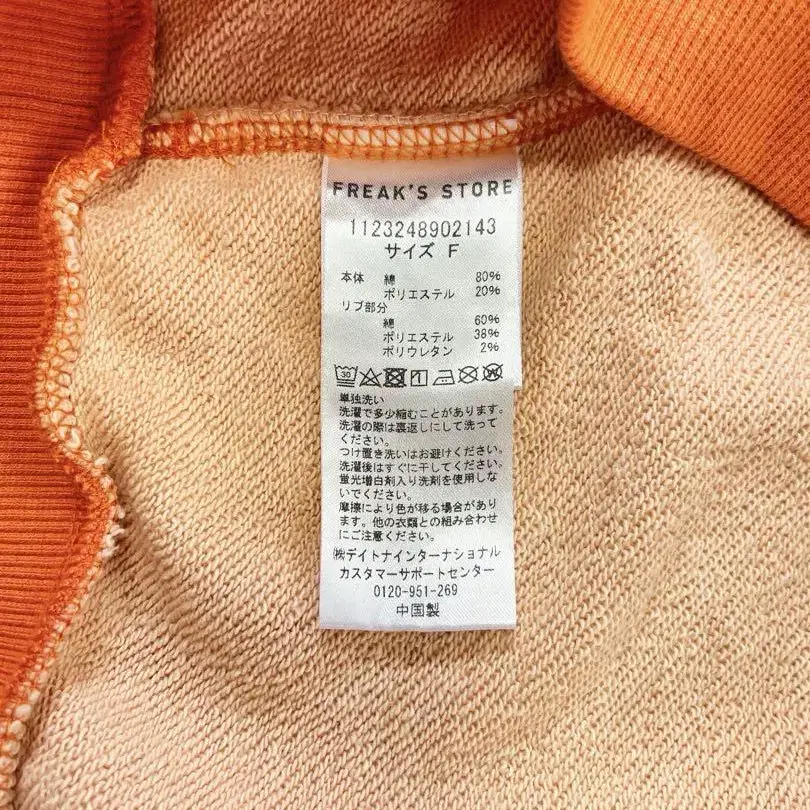 FREAK'S STORE
1123248902143
サイズ F
本体 綿 80%
ポリエステル 20%
リブ部分
綿 60%
ポリエステル 38%
ポリウレタン 2%
30
単独洗い
洗濯で多少縮むことがあります。
洗濯の際は裏返しにして洗って
ください。
つけ置き洗いはお避けください。
洗濯後はすぐに干してください。
蛍光増白剤入り洗剤を使用しな
いでください。
摩擦により色が移る場合があり
ます。他の衣類との組み合わせ
にご注意ください。
㈱デイトナインターナショナル
カスタマーサポートセンター
0120-951-269
中国製